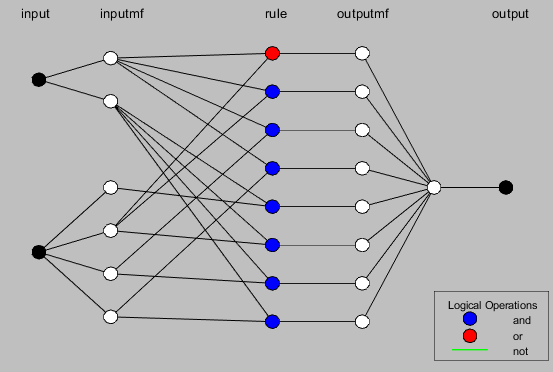 input inputmf rule outputmf output
Logical Operations
and
or
not